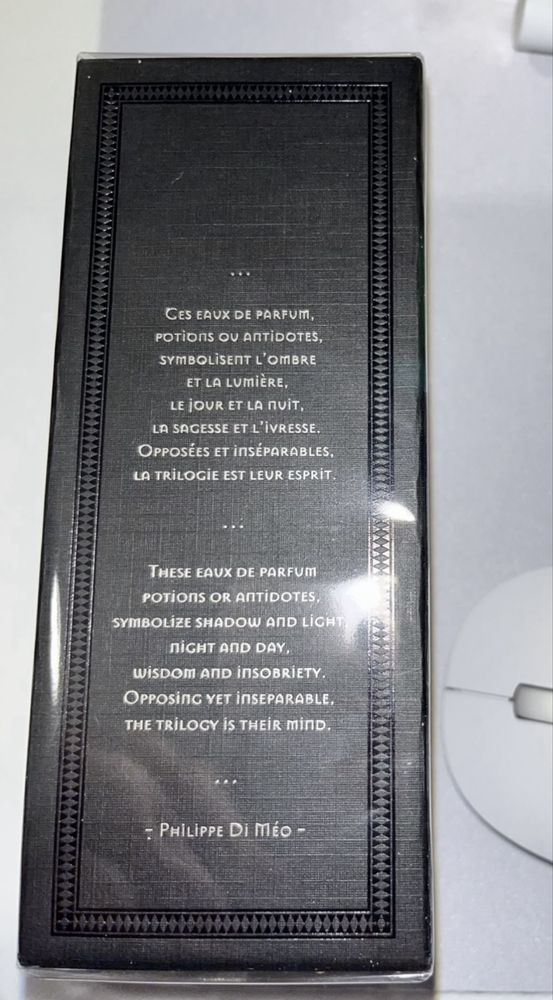 ...
Ces eaux de parfum,
potions ou antidotes,
symbolisent l'ombre
et la lumière,
le jour et la nuit,
la sagesse et l'ivresse.
Opposées et inséparables,
la trilogie est leur esprit.
...
These eaux de parfum
potions or antidotes,
symbolize shadow and light,
night and day,
wisdom and insobriety.
Opposing yet inseparable,
the trilogy is their mind.
...
- Philippe Di Méo -